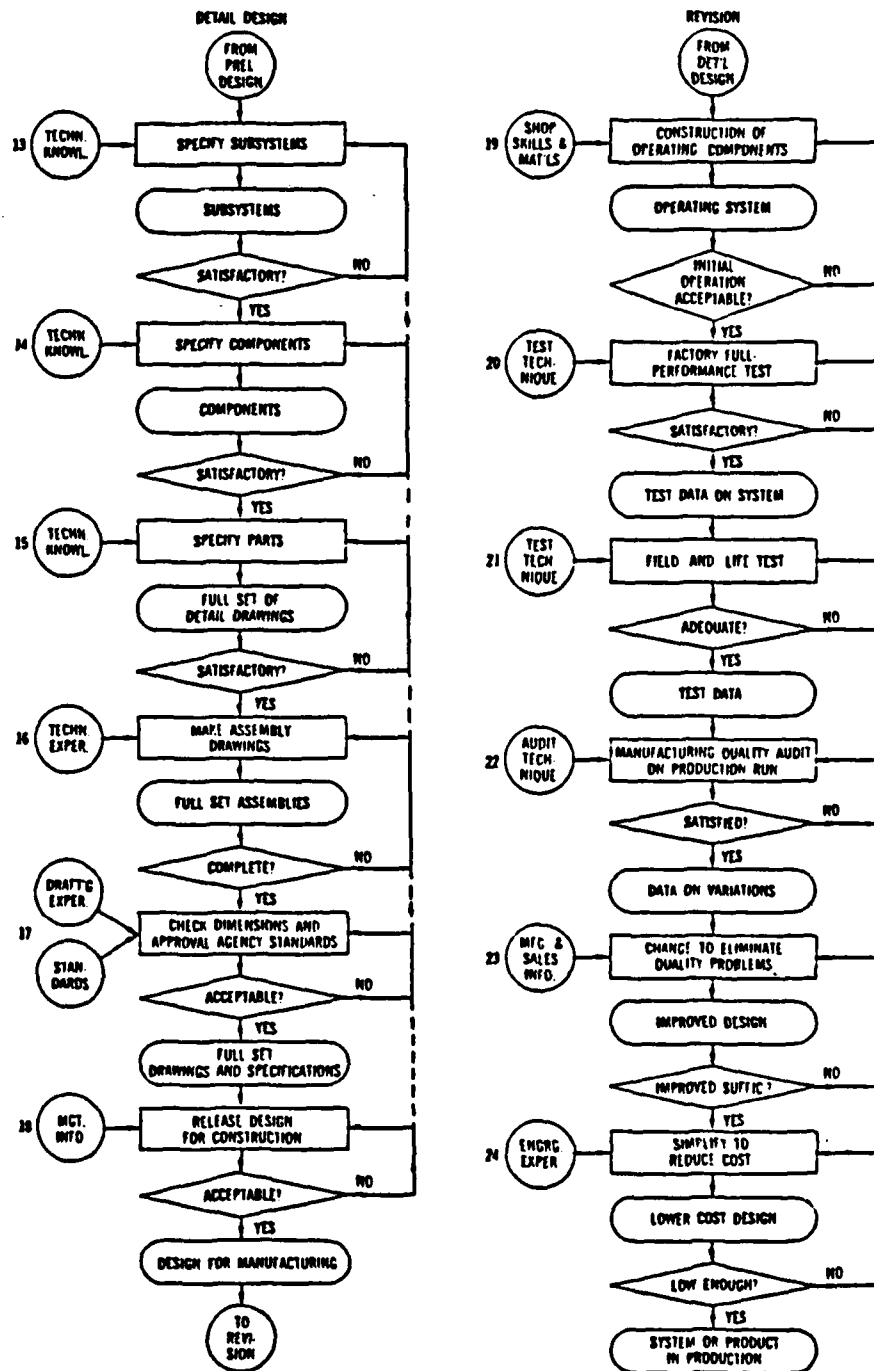 DETAIL DESIGN
FROM
PREL
DESIGN
13
TECHN.
KNOWL.
SPECIFY SUBSYSTEMS
SUBSYSTEMS
SATISFACTORY?
NO
YES
14
TECHN
KNOWL.
SPECIFY COMPONENTS
COMPONENTS
SATISFACTORY?
NO
YES
15
TECHN.
KNOWL.
SPECIFY PARTS
FULL SET OF
DETAIL DRAWINGS
SATISFACTORY?
NO
YES
16
TECHN.
EXPER.
MAKE ASSEMBLY
DRAWINGS
FULL SET ASSEMBLIES
COMPLETE?
NO
YES
DRAFT'G
EXPER.
17
STAN-
DARDS
CHECK DIMENSIONS AND
APPROVAL AGENCY STANDARDS
ACCEPTABLE?
NO
YES
FULL SET
DRAWINGS AND SPECIFICATIONS
18
MGT.
INFO
RELEASE DESIGN
FOR CONSTRUCTION
ACCEPTABLE?
NO
YES
DESIGN FOR MANUFACTURING
TO
REVI-
SION
REVISION
FROM
DET'L
DESIGN
19
SHOP
SKILLS &
MAT'LS
CONSTRUCTION OF
OPERATING COMPONENTS
OPERATING SYSTEM
INITIAL
OPERATION
ACCEPTABLE?
NO
YES
20
TEST
TECH-
NIQUE
FACTORY FULL-
PERFORMANCE TEST
SATISFACTORY?
NO
YES
TEST DATA ON SYSTEM
21
TEST
TECH
NIQUE
FIELD AND LIFE TEST
ADEQUATE?
NO
YES
TEST DATA
22
AUDIT
TECH-
NIQUE
MANUFACTURING QUALITY AUDIT
ON PRODUCTION RUN
SATISFIED?
NO
YES
DATA ON VARIATIONS
23
MFG &
SALES
INFO.
CHANGE TO ELIMINATE
QUALITY PROBLEMS
IMPROVED DESIGN
IMPROVED SUFFIC?
NO
YES
24
ENGRG.
EXPER
SIMPLIFY TO
REDUCE COST
LOWER COST DESIGN
LOW ENOUGH?
NO
YES
SYSTEM OR PRODUCT
IN PRODUCTION